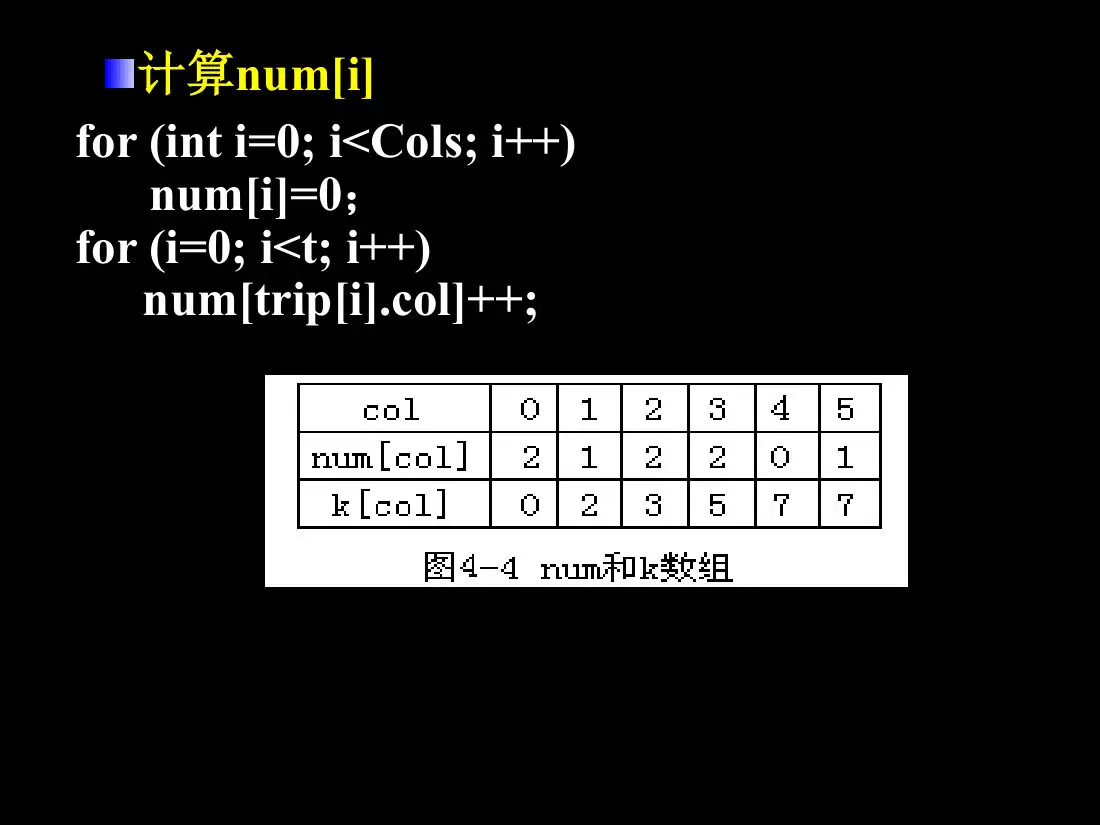 计算num[i]
for (int i=0; i<Cols; i++)
num[i]=0；
for (i=0; i<t; i++)
num[trip[i].col]++;
col 0 1 2 3 4 5
num[col] 2 1 2 2 0 1
k[col] 0 2 3 5 7 7
图4-4 num和k数组